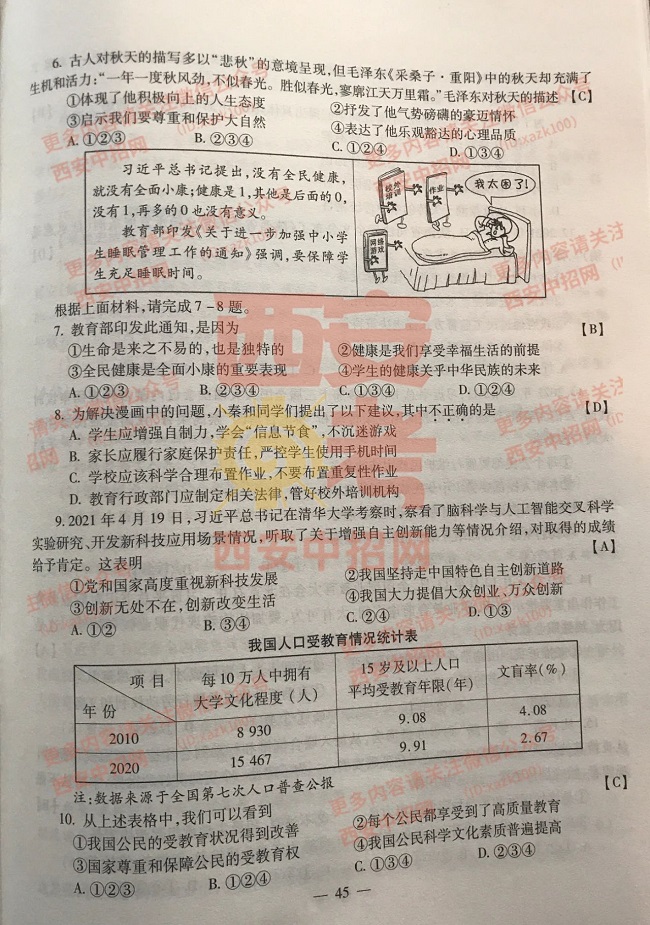 6. 古人对秋天的描写多以“悲秋”的意境呈现,但毛泽东《采桑子·重阳》中的秋天却充满了
生机和活力:“一年一度秋风劲,不似春光。胜似春光,寥廓江天万里霜。”毛泽东对秋天的描述 【C】
①体现了他积极向上的人生态度 ②抒发了他气势磅礴的豪迈情怀
③启示我们要尊重和保护大自然 ④表达了他乐观豁达的心理品质
A. ①②③ B. ②③④ C. ①②④ D. ①③④
习近平总书记提出,没有全民健康,
就没有全面小康;健康是1,其他是后面的0,
没有1,再多的0也没有意义。
教育部印发《关于进一步加强中小学
生睡眠管理工作的通知》强调,要保障学
生充足睡眠时间。
校外
培训
作业
网络
游戏
我太困了!
根据上面材料,请完成7-8题。
7. 教育部印发此通知,是因为 【B】
①生命是来之不易的,也是独特的 ②健康是我们享受幸福生活的前提
③全民健康是全面小康的重要表现 ④学生的健康关乎中华民族的未来
A. ①②③ B. ②③④ C. ①③④ D. ①②④
8. 为解决漫画中的问题,小秦和同学们提出了以下建议,其中不正确的是 【D】
A. 学生应增强自制力,学会“信息节食”,不沉迷游戏
B. 家长应履行家庭保护责任,严控学生使用手机时间
C. 学校应该科学合理布置作业,不要布置重复性作业
D. 教育行政部门应制定相关法律,管好校外培训机构
9. 2021年4月19日,习近平总书记在清华大学考察时,察看了脑科学与人工智能交叉科学
实验研究、开发新科技应用场景情况,听取了关于增强自主创新能力等情况介绍,对取得的成绩
给予肯定。这表明 【A】
①党和国家高度重视新科技发展 ②我国坚持走中国特色自主创新道路
③创新无处不在,创新改变生活 ④我国大力提倡大众创业,万众创新
A. ①② B. ③④ C. ②④ D. ①③
我国人口受教育情况统计表
项目 年份 每10万人中拥有大学文化程度(人) 15岁及以上人口平均受教育年限(年) 文盲率(%)
2010 8 930 9.08 4.08
2020 15 467 9.91 2.67
注:数据来源于全国第七次人口普查公报
10. 从上述表格中,我们可以看到 【C】
①我国公民的受教育状况得到改善 ②每个公民都享受到了高质量教育
③国家尊重和保障公民的受教育权 ④我国公民科学文化素质普遍提高
A. ①②③ B. ①②④ C. ①③④ D. ②③④
— 45 —
西安中考
西安中招网
更多内容请关注微信公众号
西安中招网
(IDsxazk100)